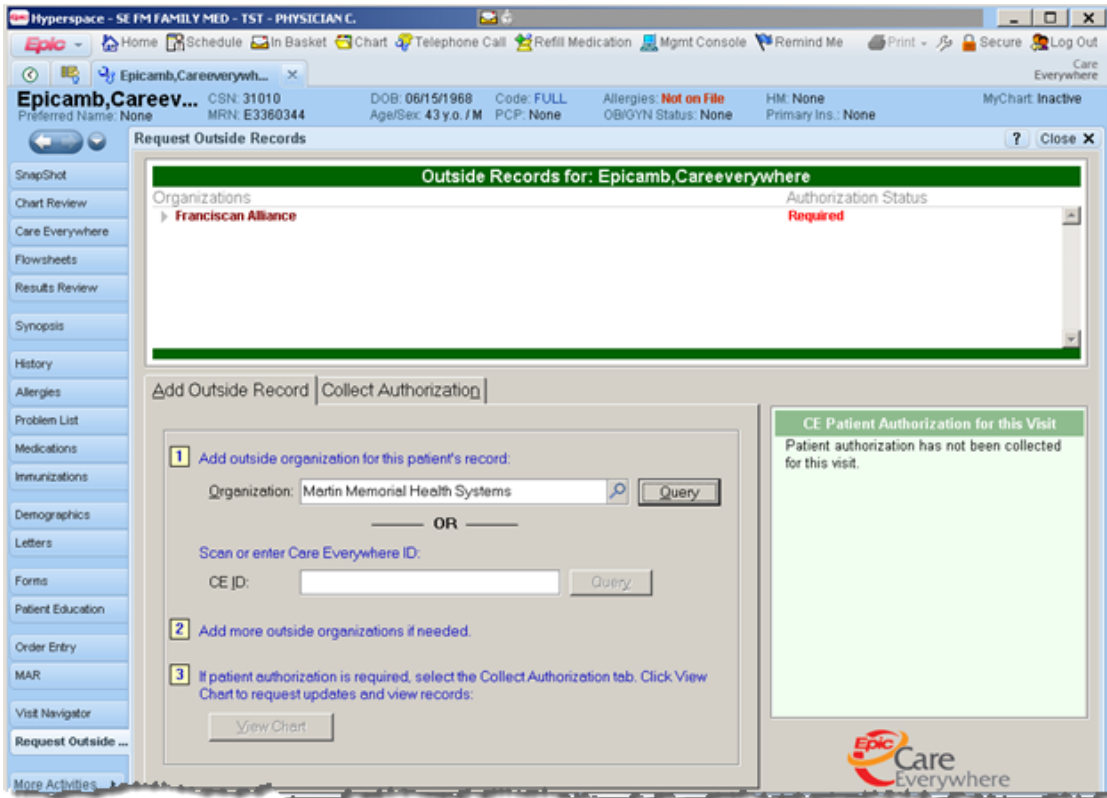 Epic Hyperspace - SE FM FAMILY MED - TST - PHYSICIAN C.
Epic Home Schedule In Basket Chart Telephone Call Refill Medication Mgmt Console Remind Me Print Secure Log Out
Epicamb,Careeverywh... × Care Everywhere
Epicamb,Careev... CSN: 31010 DOB: 06/15/1968 Code: FULL Allergies: Not on File HM: None MyChart: Inactive
Preferred Name: None MRN: E3360344 Age/Sex: 43 y.o. / M PCP: None OB/GYN Status: None Primary Ins.: None
Request Outside Records ? Close X
SnapShot
Chart Review
Care Everywhere
Flowsheets
Results Review
Synopsis
History
Allergies
Problem List
Medications
Immunizations
Demographics
Letters
Forms
Patient Education
Order Entry
MAR
Visit Navigator
Request Outside ...
More Activities
Outside Records for: Epicamb,Careeverywhere
Organizations Authorization Status
Franciscan Alliance Required
Add Outside Record Collect Authorization
1 Add outside organization for this patient's record:
Organization: Martin Memorial Health Systems Query
OR
Scan or enter Care Everywhere ID:
CE ID: Query
2 Add more outside organizations if needed.
3 If patient authorization is required, select the Collect Authorization tab. Click View
Chart to request updates and view records:
View Chart
CE Patient Authorization for this Visit
Patient authorization has not been collected
for this visit.
Epic Care
Everywhere